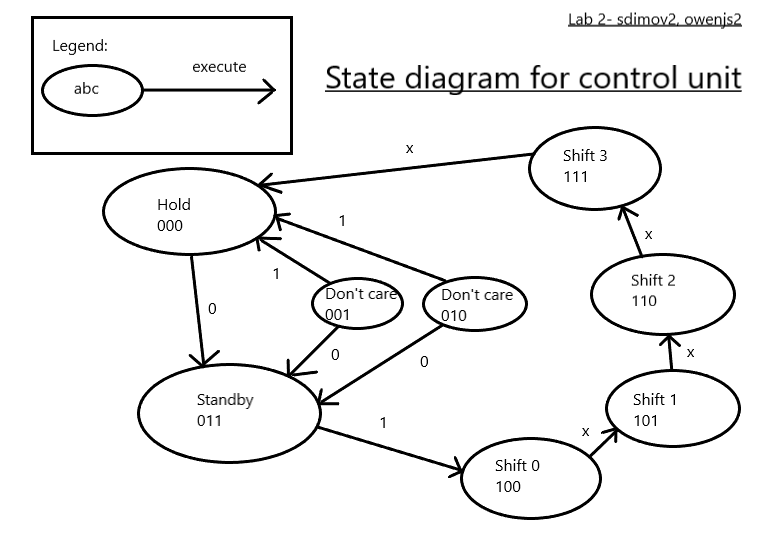 Lab 2- sdimov2, owenjs2
Legend:
abc
execute
State diagram for control unit
x
Shift 3
111
Hold
000
1
x
1
Shift 2
110
Don't care
001
Don't care
010
0
0
0
x
Standby
011
Shift 1
101
1
x
Shift 0
100